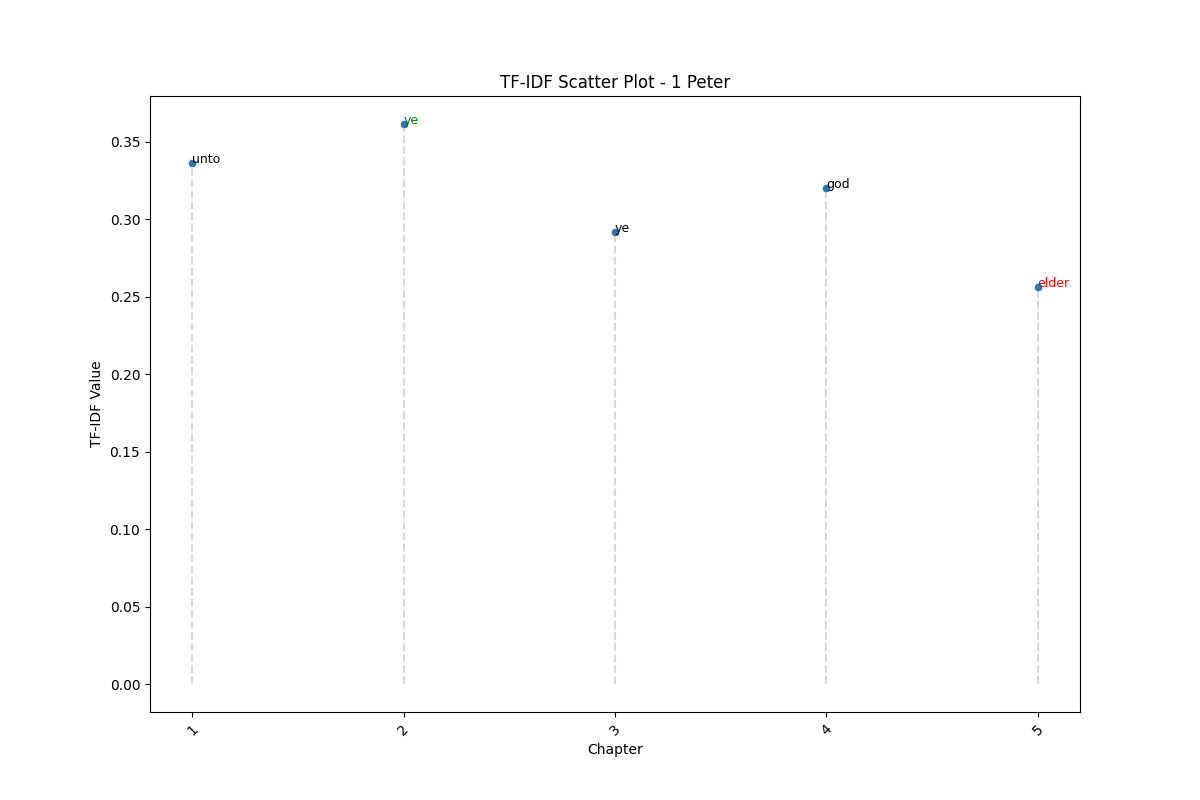 TF-IDF Scatter Plot - 1 Peter
TF-IDF Value
0.35
0.30
0.25
0.20
0.15
0.10
0.05
0.00
unto
ye
ye
god
elder
1 2 3 4 5
Chapter